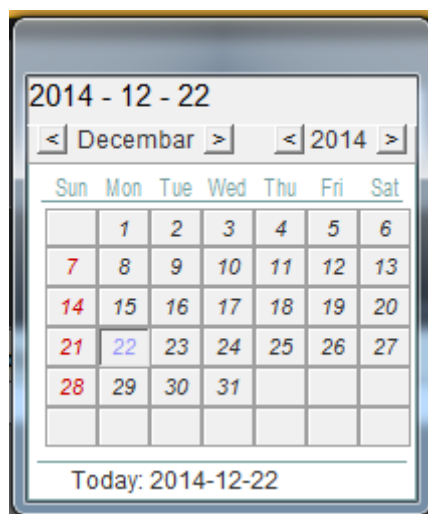 2014 - 12 - 22
< Decembar > < 2014 >
Sun Mon Tue Wed Thu Fri Sat
1 2 3 4 5 6
7 8 9 10 11 12 13
14 15 16 17 18 19 20
21 22 23 24 25 26 27
28 29 30 31
Today: 2014-12-22